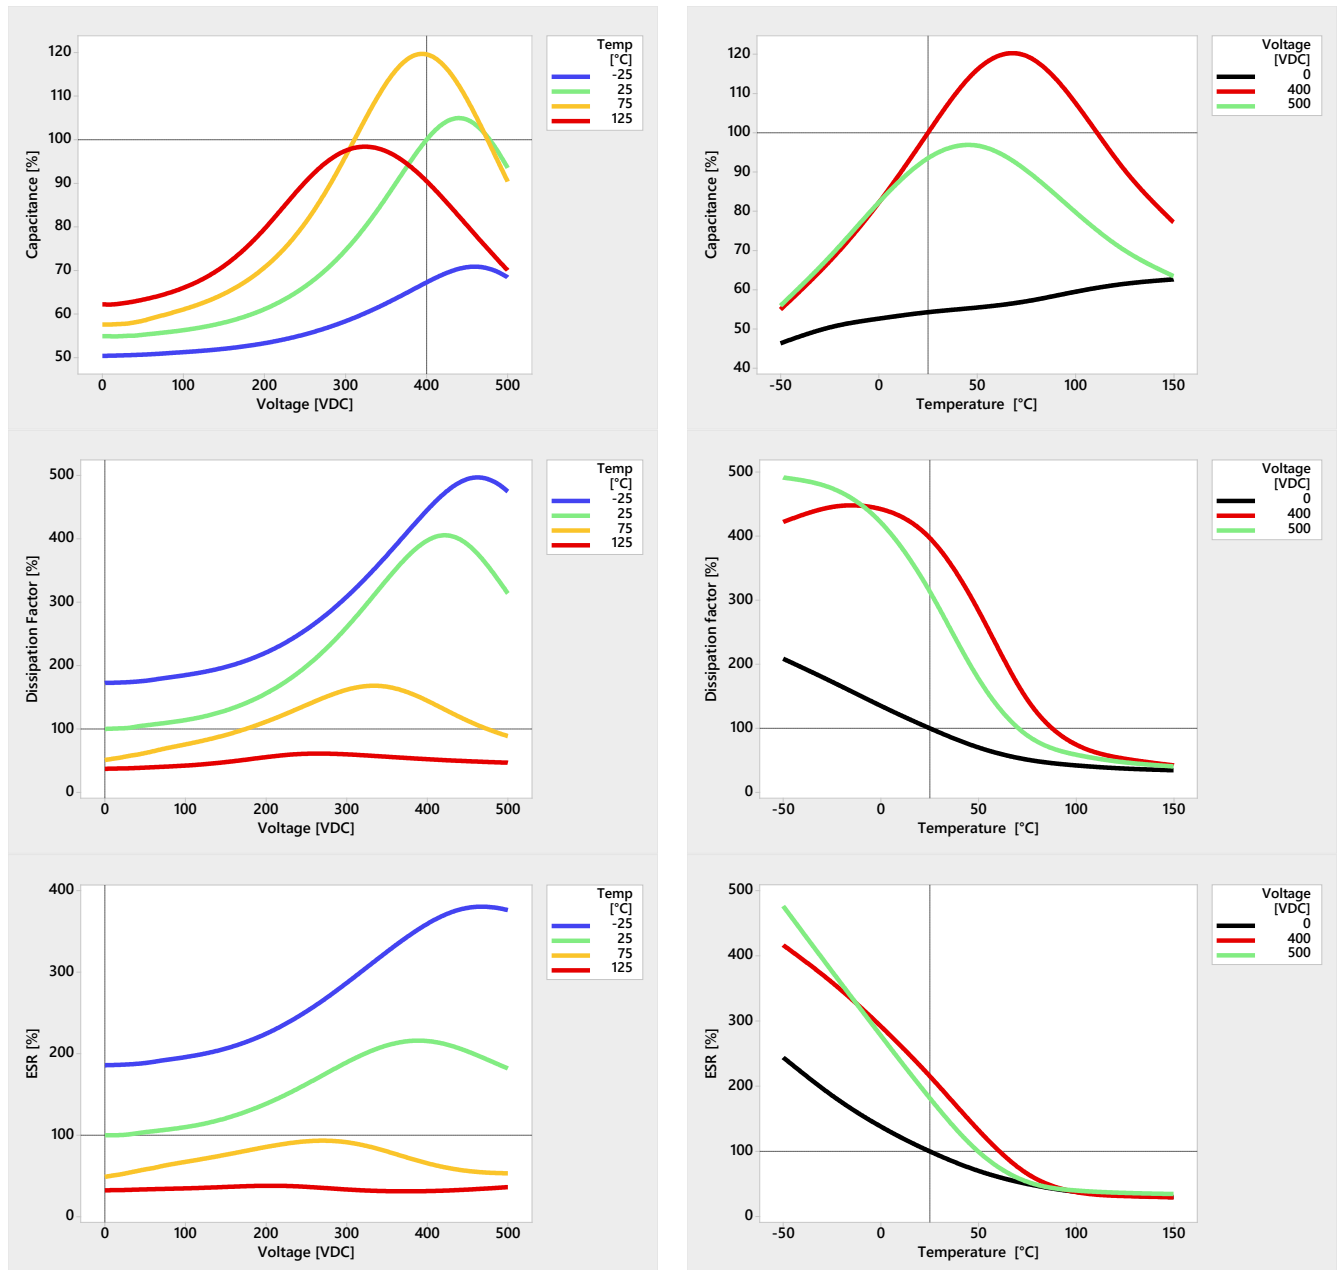 Temp
[°C]
-25
25
75
125
Capacitance [%]
120
110
100
90
80
70
60
50
0 100 200 300 400 500
Voltage [VDC]
Voltage
[VDC]
0
400
500
Capacitance [%]
120
110
100
90
80
70
60
50
40
-50 0 50 100 150
Temperature [°C]
Temp
[°C]
-25
25
75
125
Dissipation Factor [%]
500
400
300
200
100
0
0 100 200 300 400 500
Voltage [VDC]
Voltage
[VDC]
0
400
500
Dissipation factor [%]
500
400
300
200
100
0
-50 0 50 100 150
Temperature [°C]
Temp
[°C]
-25
25
75
125
ESR [%]
400
300
200
100
0
0 100 200 300 400 500
Voltage [VDC]
Voltage
[VDC]
0
400
500
ESR [%]
500
400
300
200
100
0
-50 0 50 100 150
Temperature [°C]